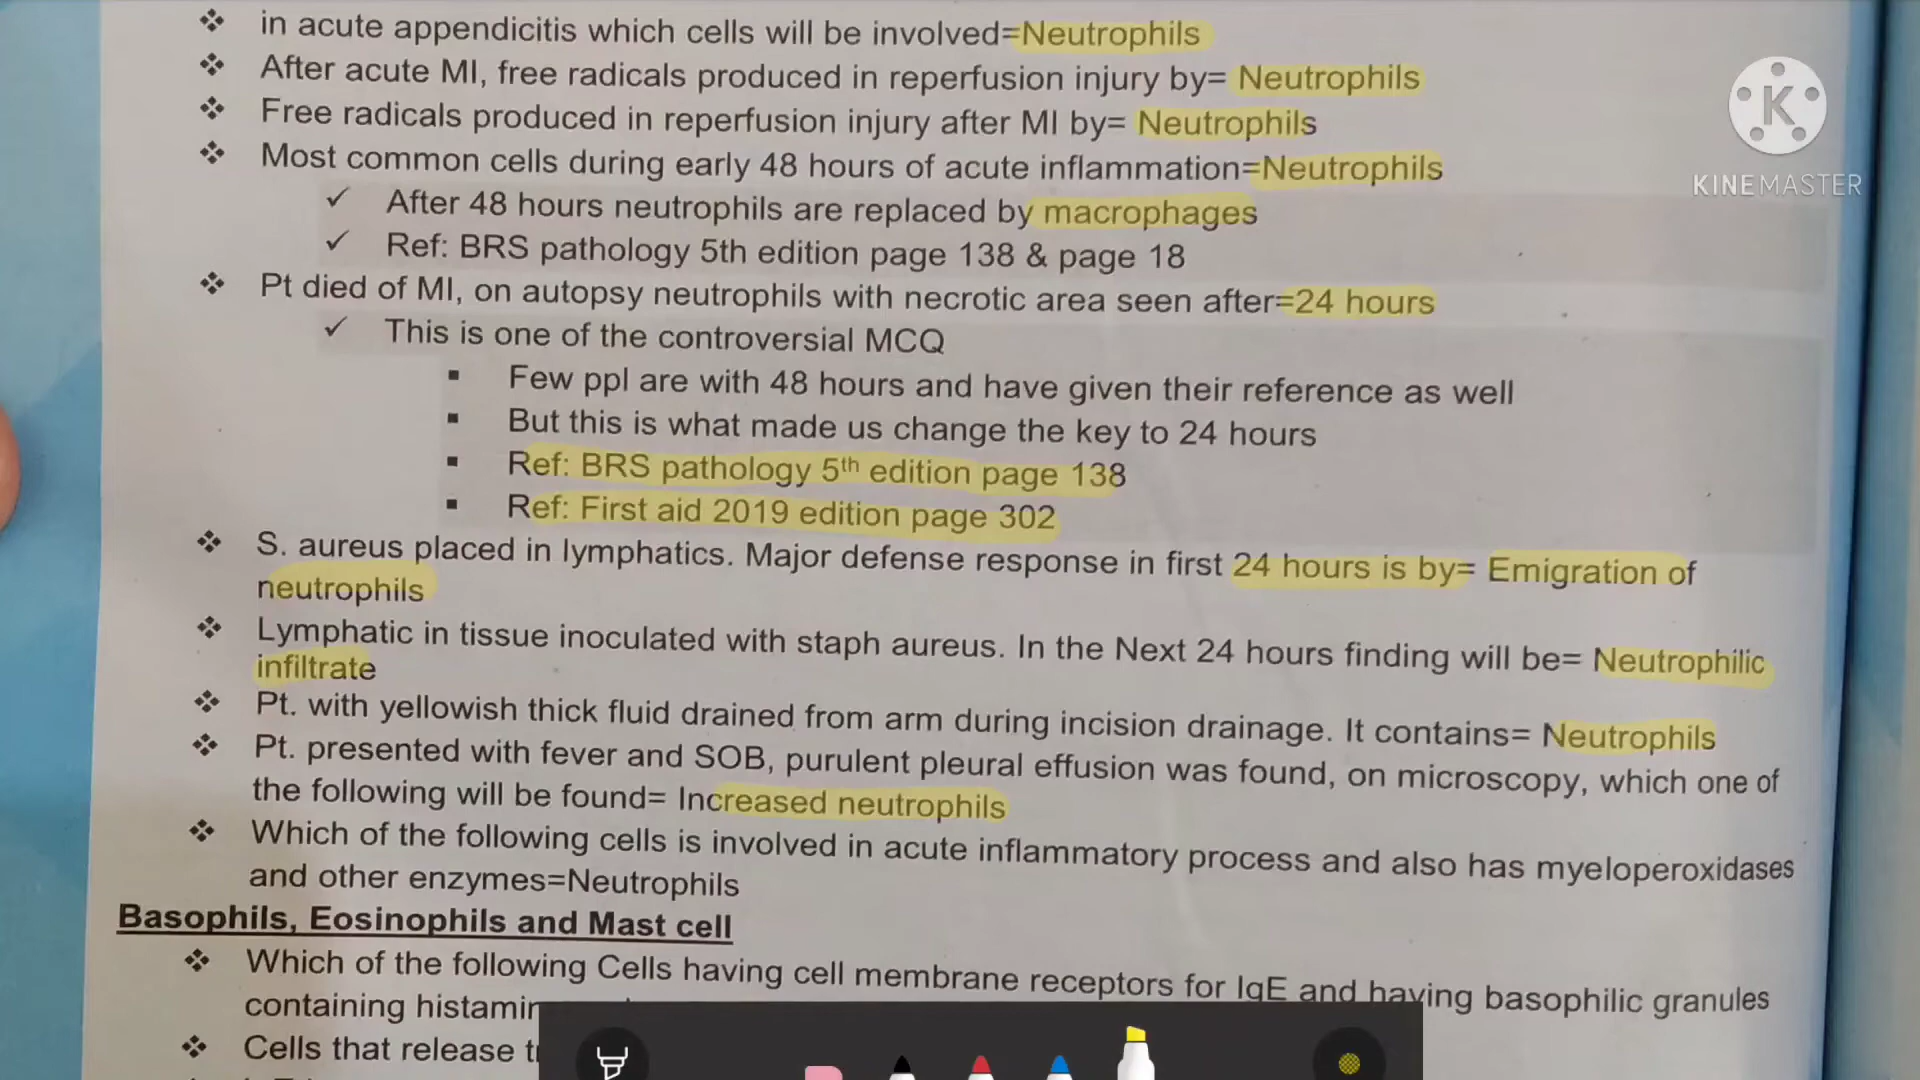 in acute appendicitis which cells will be involved=Neutrophils
After acute MI, free radicals produced in reperfusion injury by= Neutrophils
Free radicals produced in reperfusion injury after MI by= Neutrophils
Most common cells during early 48 hours of acute inflammation=Neutrophils
After 48 hours neutrophils are replaced by macrophages
Ref: BRS pathology 5th edition page 138 & page 18
Pt died of MI, on autopsy neutrophils with necrotic area seen after=24 hours
This is one of the controversial MCQ
Few ppl are with 48 hours and have given their reference as well
But this is what made us change the key to 24 hours
Ref: BRS pathology 5th edition page 138
Ref: First aid 2019 edition page 302
S. aureus placed in lymphatics. Major defense response in first 24 hours is by= Emigration of
neutrophils
Lymphatic in tissue inoculated with staph aureus. In the Next 24 hours finding will be= Neutrophilic
infiltrate
Pt. with yellowish thick fluid drained from arm during incision drainage. It contains= Neutrophils
Pt. presented with fever and SOB, purulent pleural effusion was found, on microscopy, which one of
the following will be found= Increased neutrophils
Which of the following cells is involved in acute inflammatory process and also has myeloperoxidases
and other enzymes=Neutrophils
Basophils, Eosinophils and Mast cell
Which of the following Cells having cell membrane receptors for IgE and having basophilic granules
containing
Cells that release
K
KINEMASTER